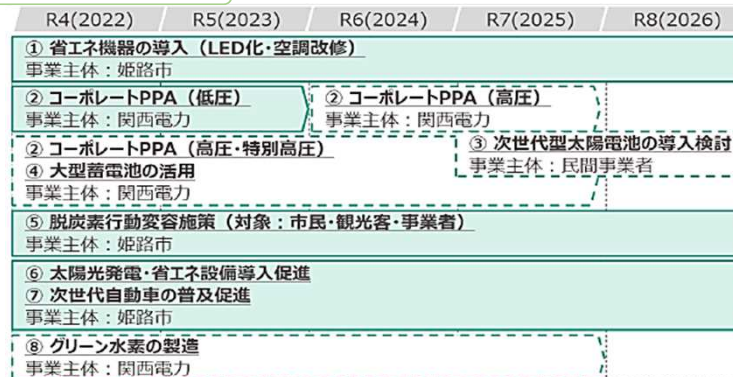 R4(2022) R5(2023) R6(2024) R7(2025) R8(2026)
① 省エネ機器の導入（LED化・空調改修）
事業主体：姫路市
② コーポレートPPA（低圧）
事業主体：関西電力
② コーポレートPPA（高圧）
事業主体：関西電力
② コーポレートPPA（高圧・特別高圧）
④ 大型蓄電池の活用
事業主体：関西電力
③ 次世代型太陽電池の導入検討
事業主体：民間事業者
⑤ 脱炭素行動変容施策（対象：市民・観光客・事業者）
事業主体：姫路市
⑥ 太陽光発電・省エネ設備導入促進
⑦ 次世代自動車の普及促進
事業主体：姫路市
⑧ グリーン水素の製造
事業主体：関西電力